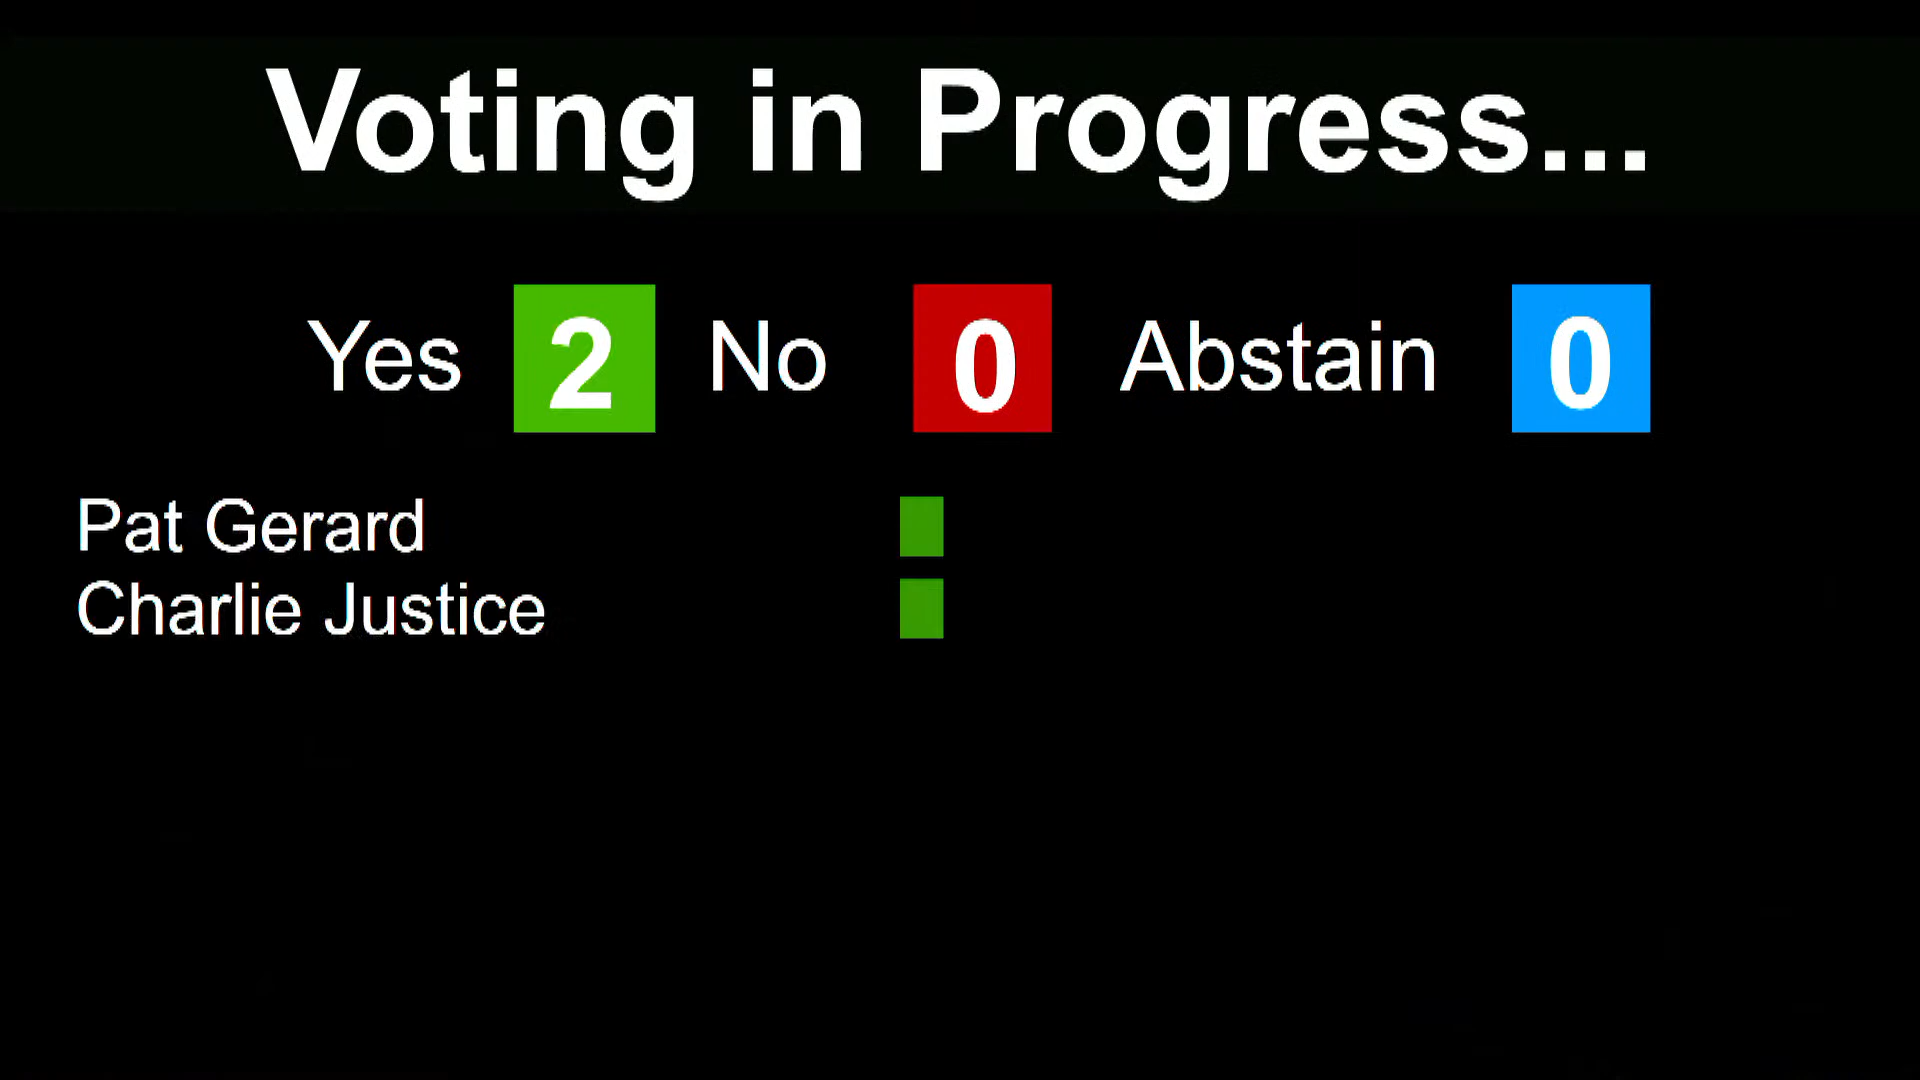 Voting in Progress...
Yes 2 No 0 Abstain 0
Pat Gerard
Charlie Justice